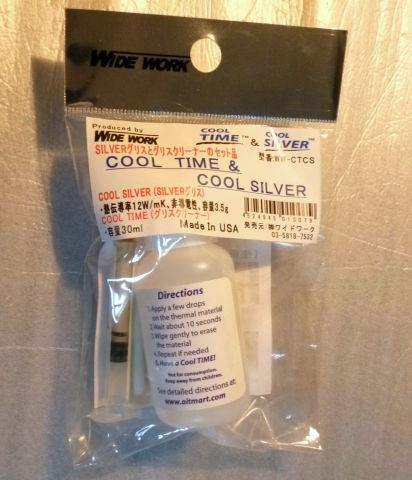 WIDE WORK
Produced by
WIDE WORK
COOL TIME™ & COOL SILVER™
SILVERグリスとグリスクリーナーのセット品
型番:WW-CTCS
COOL TIME &
COOL SILVER
COOL SILVER (SILVERグリス)
・熱伝導率12W/mK、非導電性、容量3.5g
COOL TIME (グリスクリーナー)
・容量30ml
Made In USA
発売元 ㈱ワイドワーク
03-5818-7532
Directions
1. Apply a few drops
on the thermal material
2. Wait about 10 seconds
3. Wipe gently to erase
the material
4. Repeat if needed
5. Have a Cool TIME!
Not for consumption.
Keep away from children.
See detailed directions at:
www.aitmart.com